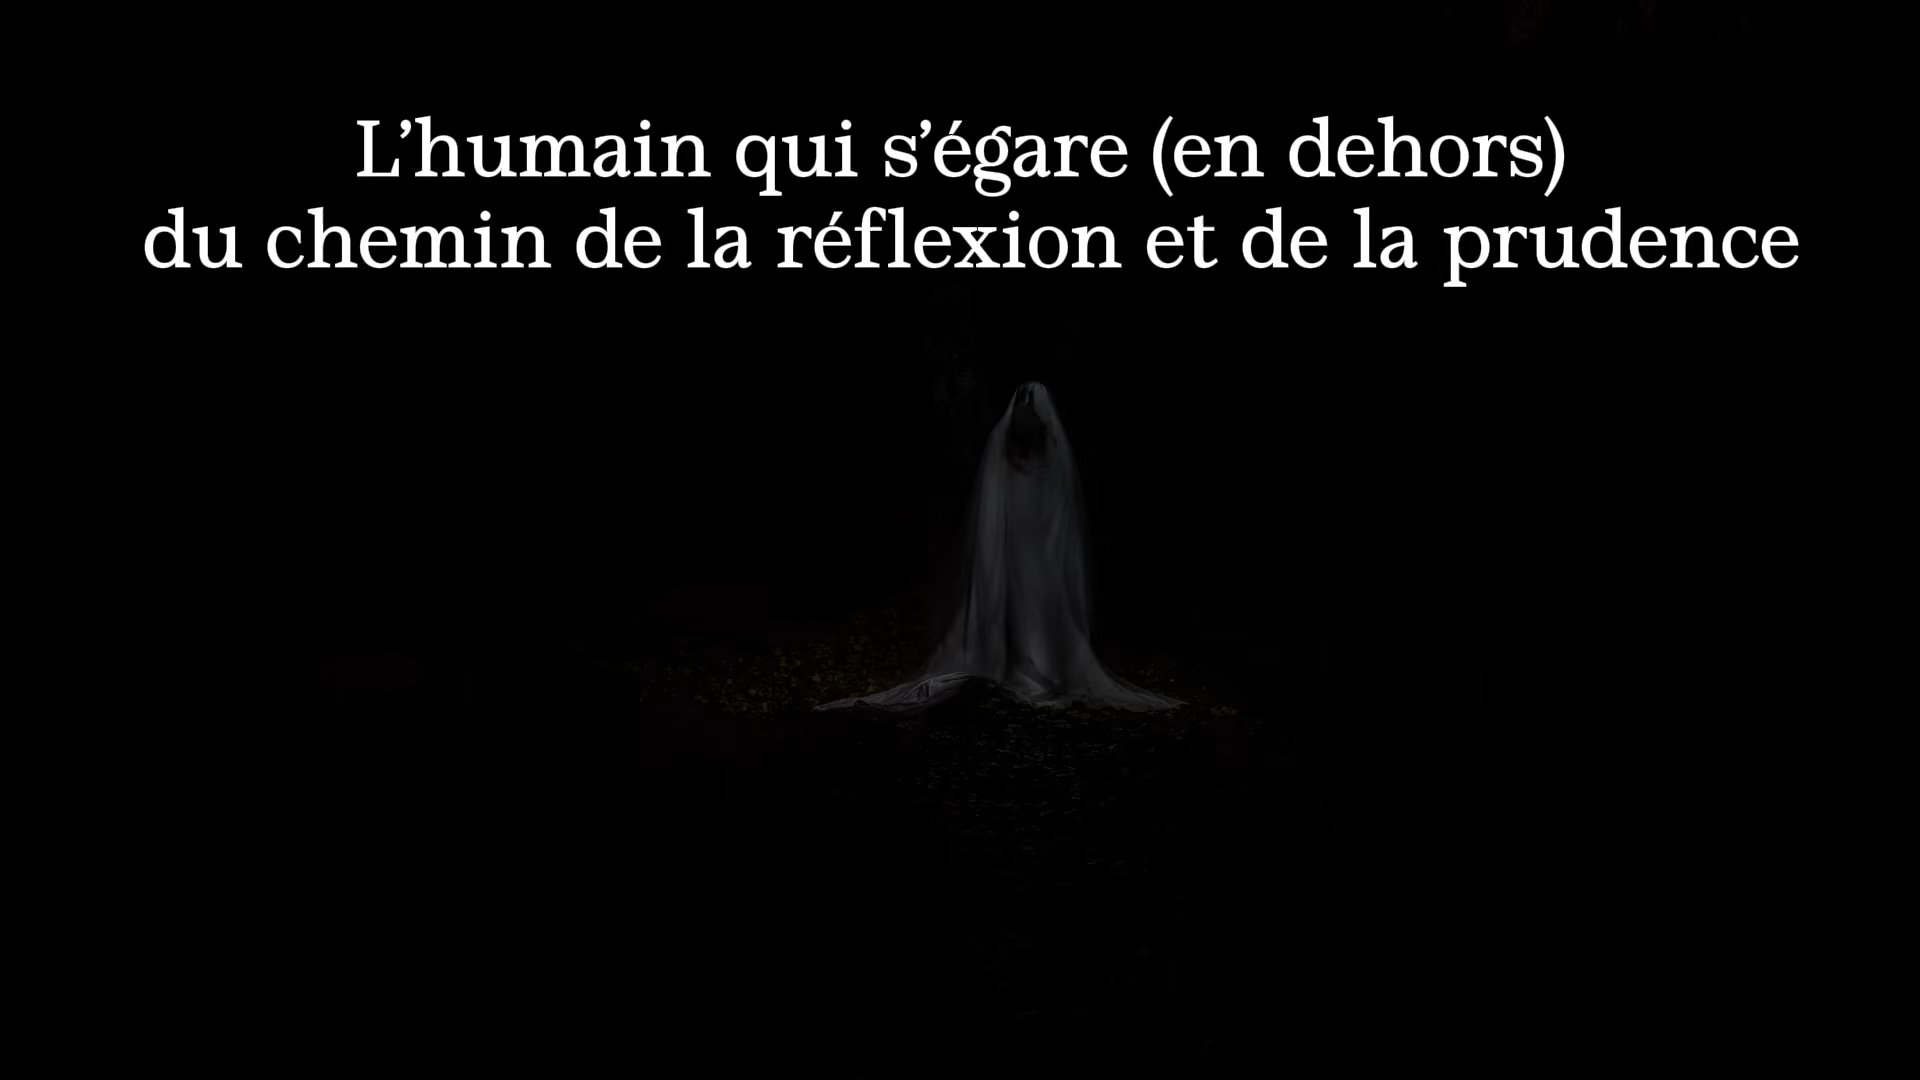 L’humain qui s’égare (en dehors)
du chemin de la réflexion et de la prudence